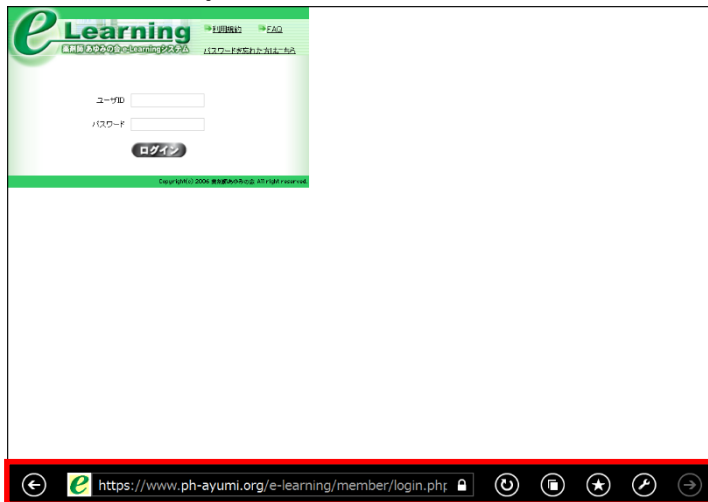 e Learning
薬剤師あゆみの会e-Learningシステム
利用規約 FAQ
パスワードを忘れた方はこちら
ユーザID
パスワード
ログイン
Copyright(c) 2006 薬剤師あゆみの会 All right reserved.
e https://www.ph-ayumi.org/e-learning/member/login.php